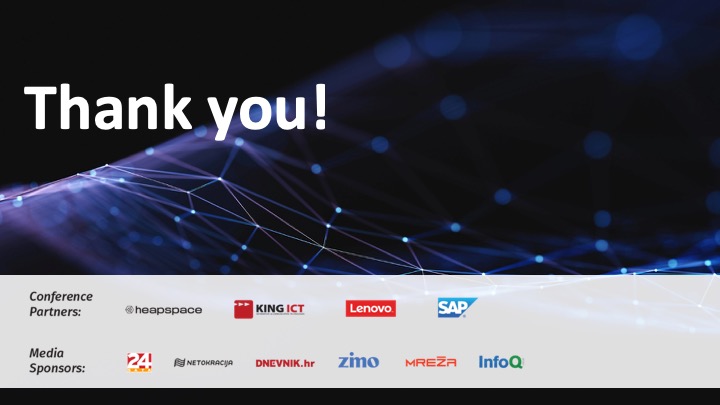 Thank you!
Conference
Partners:
heapspace
KING ICT
Lenovo
SAP
Media
Sponsors:
24
NETOKRACIJA
DNEVNIK.hr
zimo
MREŽA
InfoQ